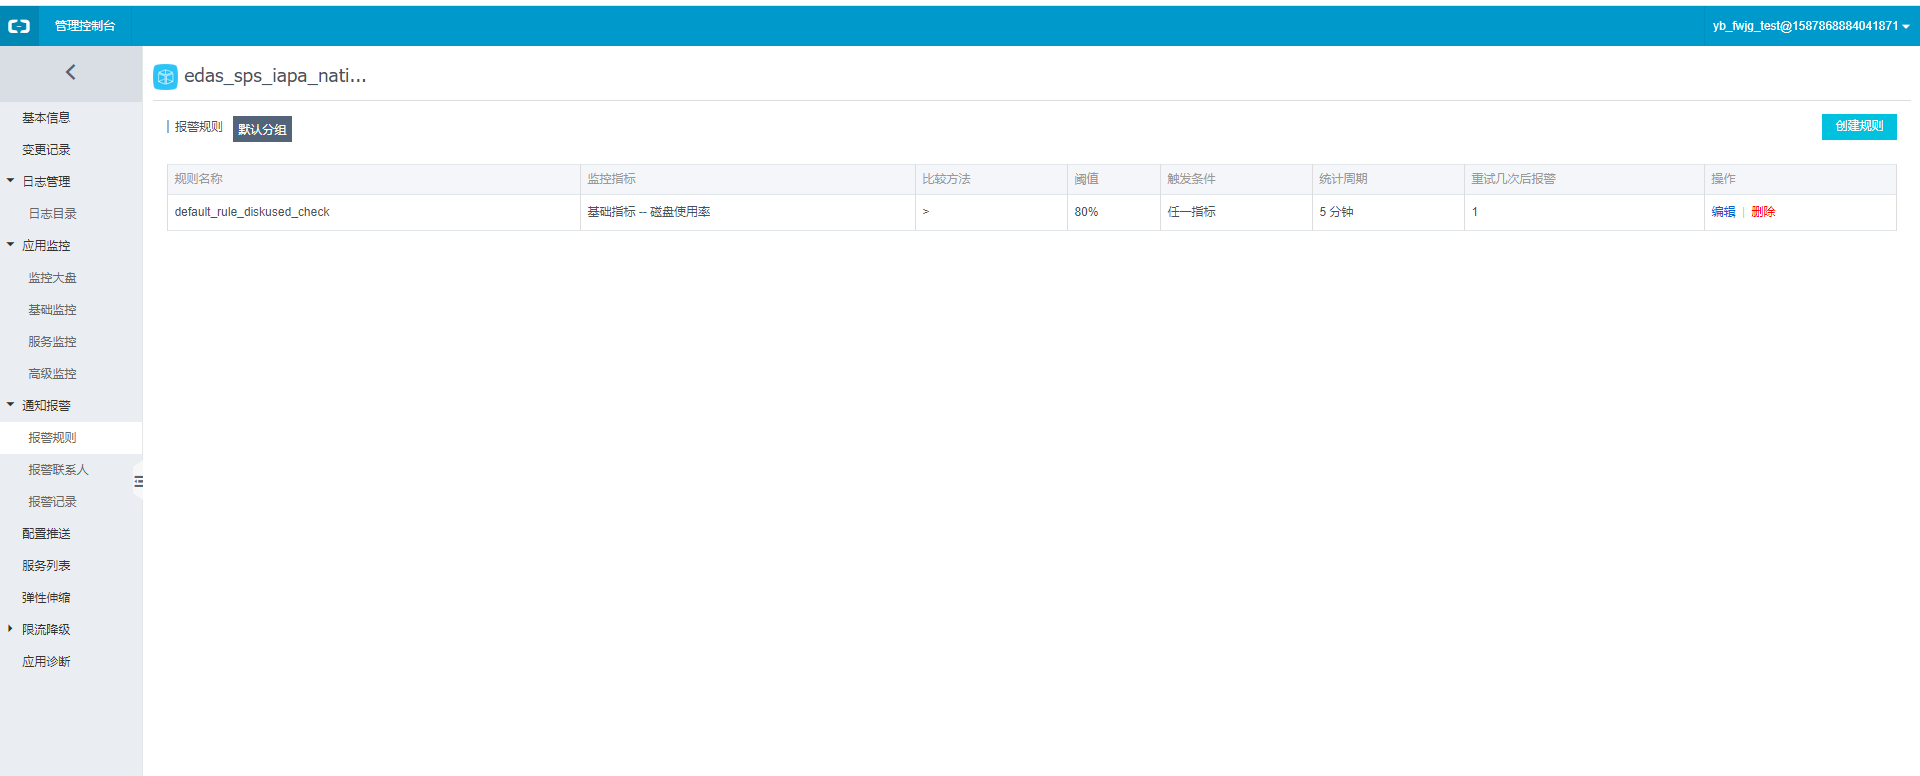 管理控制台
yb_fwjg_test@1587868884041871
edas_sps_iapa_nati...
基本信息
变更记录
日志管理
日志目录
应用监控
监控大盘
基础监控
服务监控
高级监控
通知报警
报警规则
报警联系人
报警记录
配置推送
服务列表
弹性伸缩
限流降级
应用诊断
报警规则 默认分组
创建规则
规则名称 监控指标 比较方法 阈值 触发条件 统计周期 重试几次后报警 操作
default_rule_diskused_check 基础指标 -- 磁盘使用率 > 80% 任一指标 5 分钟 1 编辑 | 删除